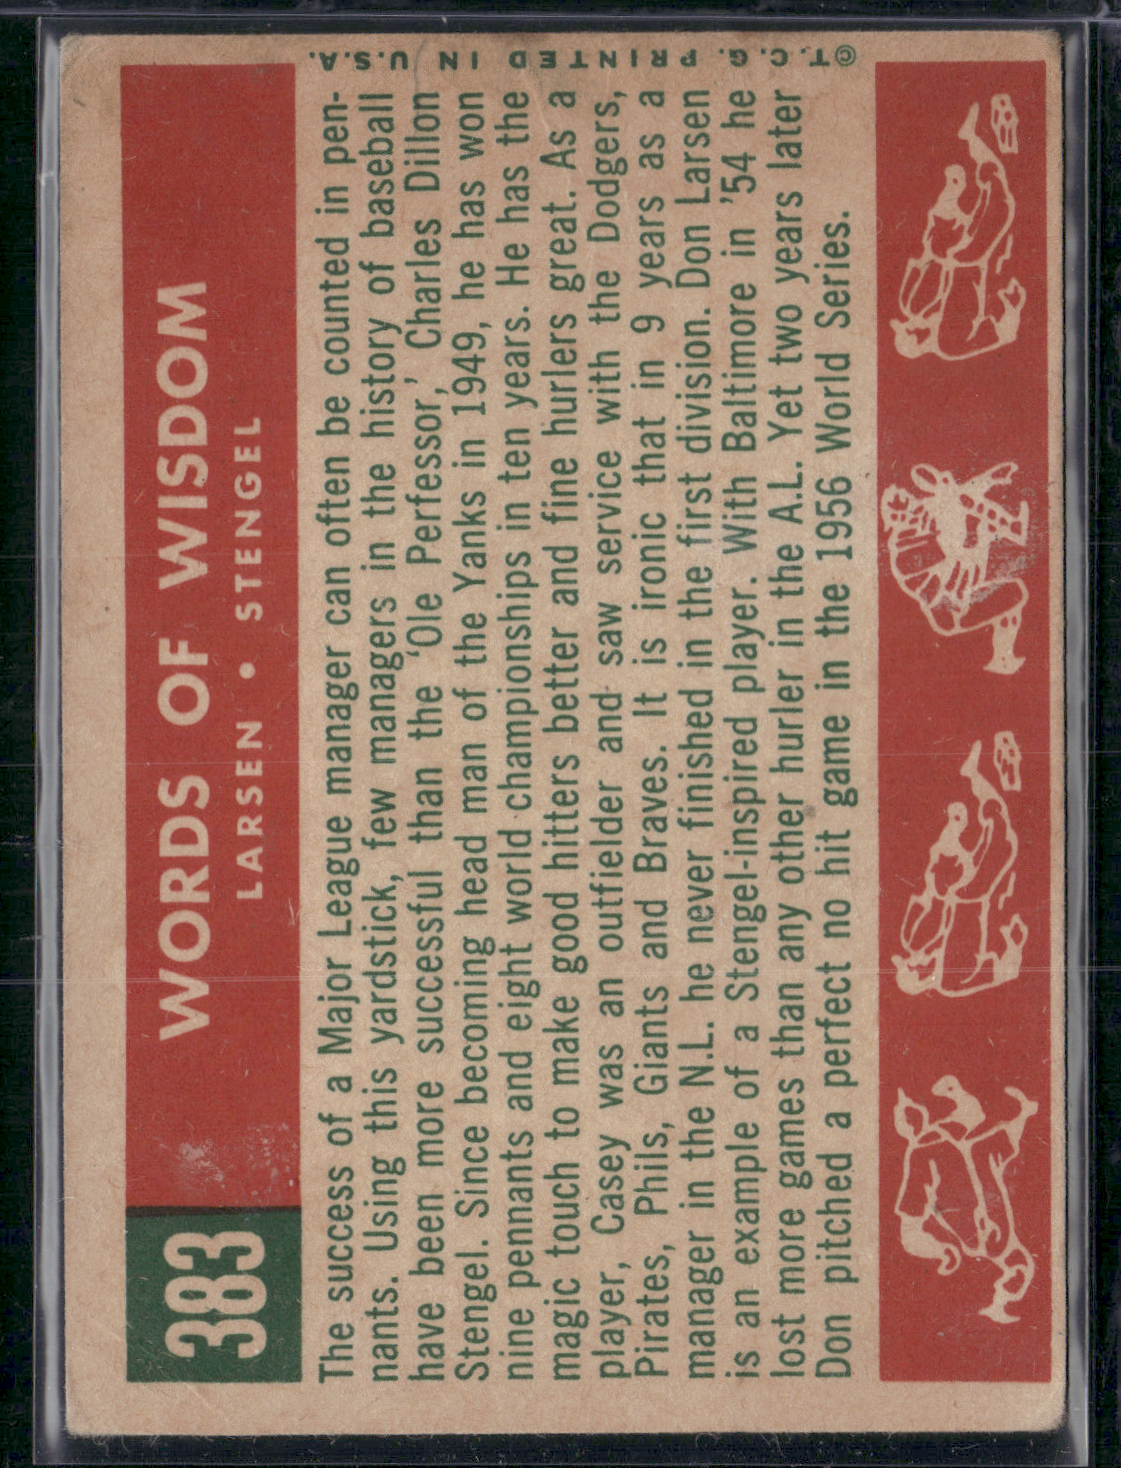 383
WORDS OF WISDOM
LARSEN • STENGEL
The success of a Major League manager can often be counted in pen-
nants. Using this yardstick, few managers in the history of baseball
have been more successful than the ‘Ole Perfessor,’ Charles Dillon
Stengel. Since becoming head man of the Yanks in 1949, he has won
nine pennants and eight world championships in ten years. He has the
magic touch to make good hitters better and fine hurlers great. As a
player, Casey was an outfielder and saw service with the Dodgers,
Pirates, Phils, Giants and Braves. It is ironic that in 9 years as a
manager in the N.L. he never finished in the first division. Don Larsen
is an example of a Stengel-inspired player. With Baltimore in '54 he
lost more games than any other hurler in the A.L. Yet two years later
Don pitched a perfect no hit game in the 1956 World Series.
© T.C.G. PRINTED IN U.S.A.